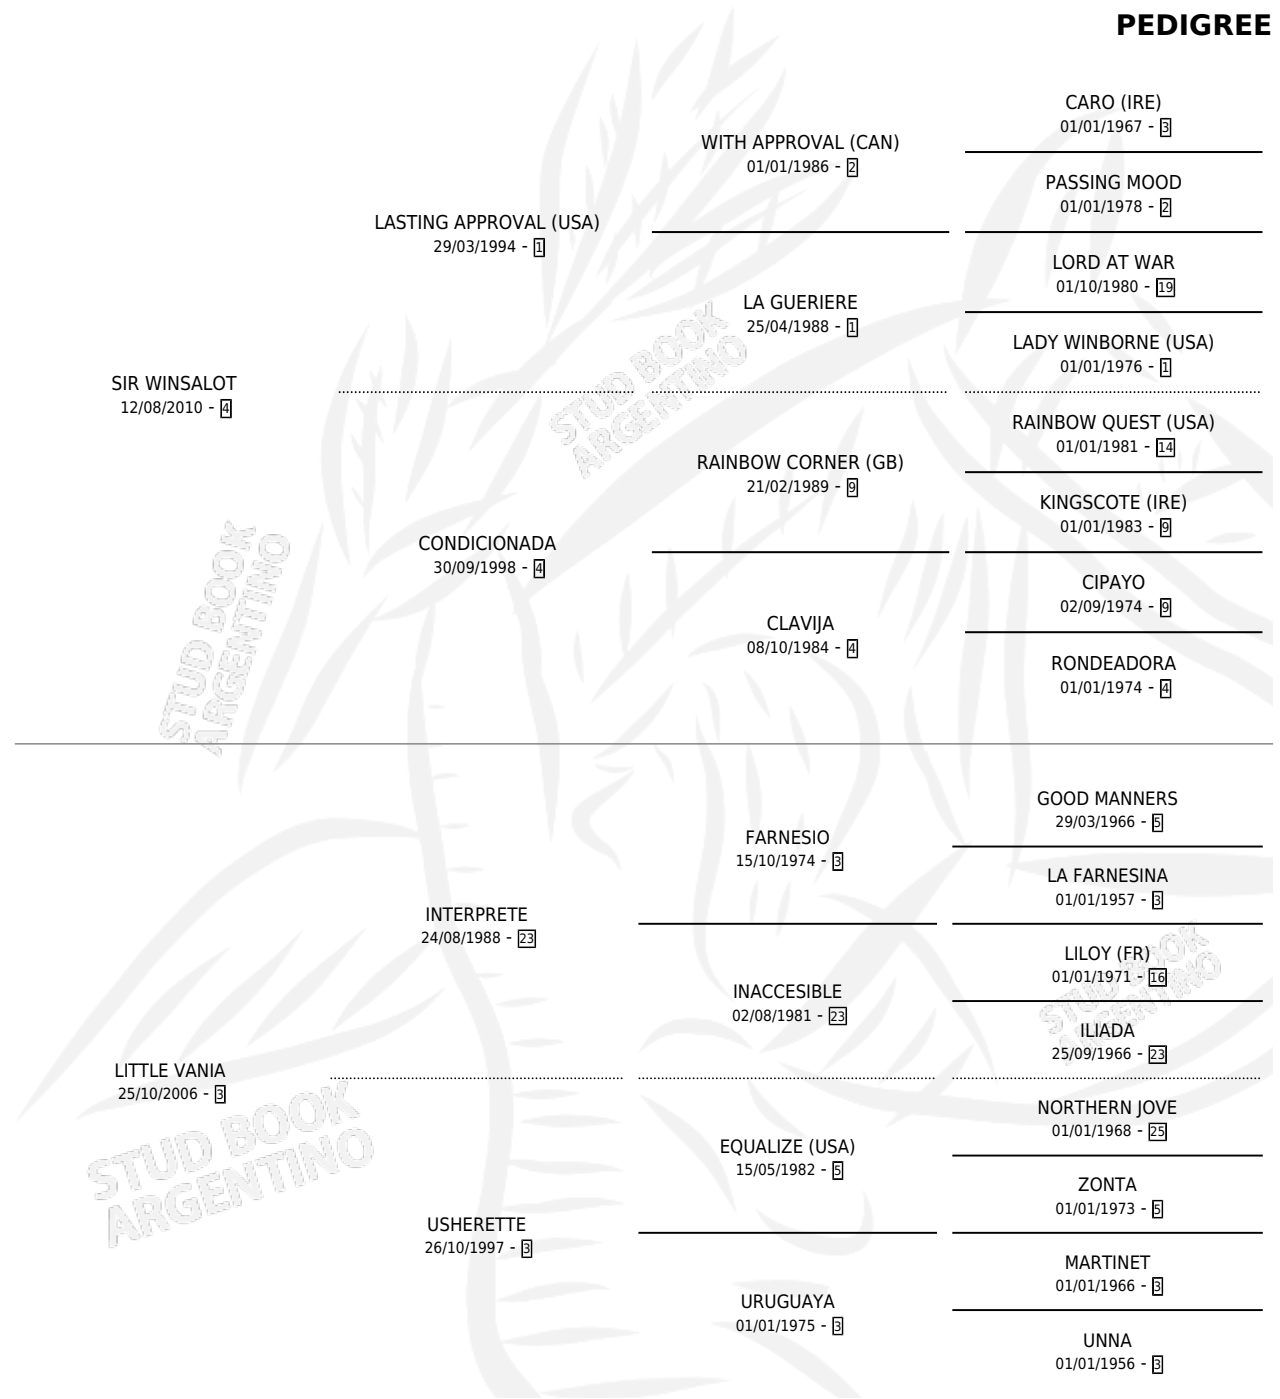 PEDIGREE
CARO (IRE)
01/01/1967 - 3
WITH APPROVAL (CAN)
01/01/1986 - 2
PASSING MOOD
01/01/1978 - 2
LASTING APPROVAL (USA)
29/03/1994 - 1
LORD AT WAR
01/10/1980 - 19
LA GUERIERE
25/04/1988 - 1
LADY WINBORNE (USA)
01/01/1976 - 1
SIR WINSALOT
12/08/2010 - 4
STUD BOOK
ARGENTINO
RAINBOW QUEST (USA)
01/01/1981 - 14
RAINBOW CORNER (GB)
21/02/1989 - 9
KINGSCOTE (IRE)
01/01/1983 - 9
CONDICIONADA
30/09/1998 - 4
CIPAYO
02/09/1974 - 9
CLAVIJA
08/10/1984 - 4
RONDEADORA
01/01/1974 - 4
STUD BOOK
ARGENTINO
GOOD MANNERS
29/03/1966 - 5
FARNESIO
15/10/1974 - 3
LA FARNESINA
01/01/1957 - 3
INTERPRETE
24/08/1988 - 23
LILOY (FR)
01/01/1971 - 16
INACCESIBLE
02/08/1981 - 23
STUD BOOK
ARGENTINO
ILIADA
25/09/1966 - 23
LITTLE VANIA
25/10/2006 - 3
STUD BOOK
ARGENTINO
NORTHERN JOVE
01/01/1968 - 25
EQUALIZE (USA)
15/05/1982 - 5
ZONTA
01/01/1973 - 5
USHERETTE
26/10/1997 - 3
MARTINET
01/01/1966 - 3
URUGUAYA
01/01/1975 - 3
UNNA
01/01/1956 - 3